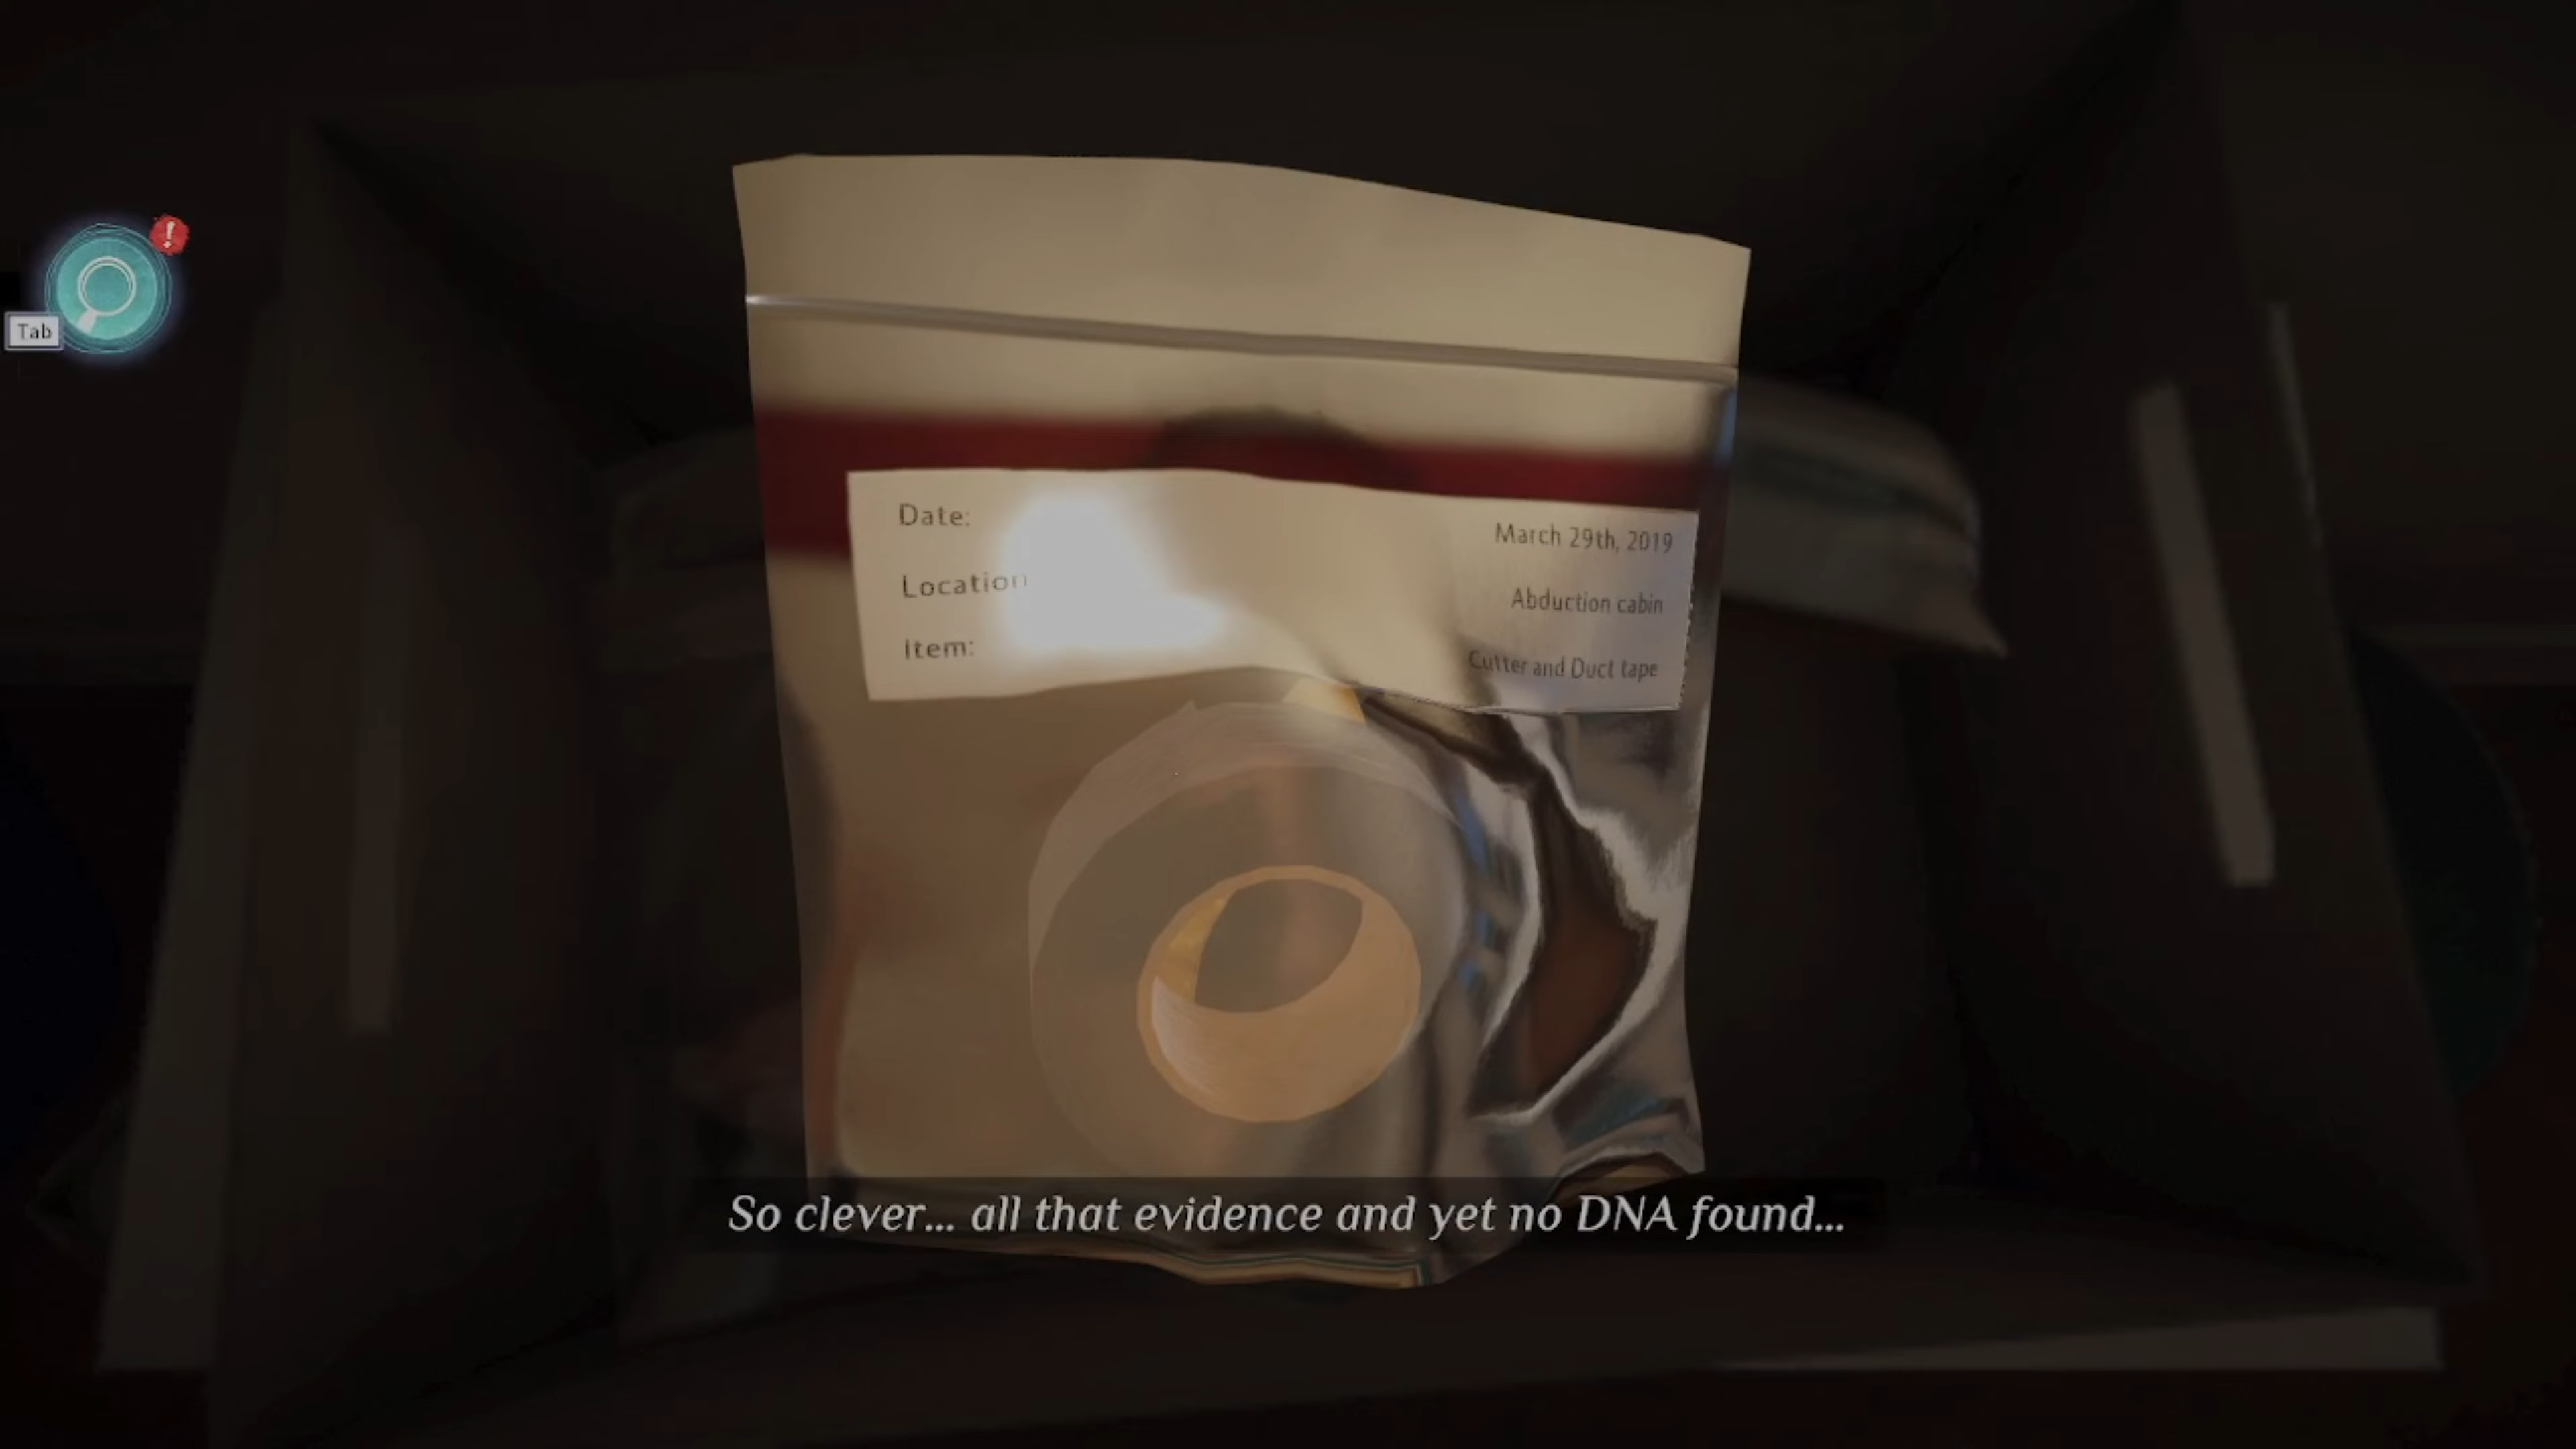 !
Tab
Date: March 29th, 2019
Location Abduction cabin
Item: Cutter and Duct tape
So clever... all that evidence and yet no DNA found...